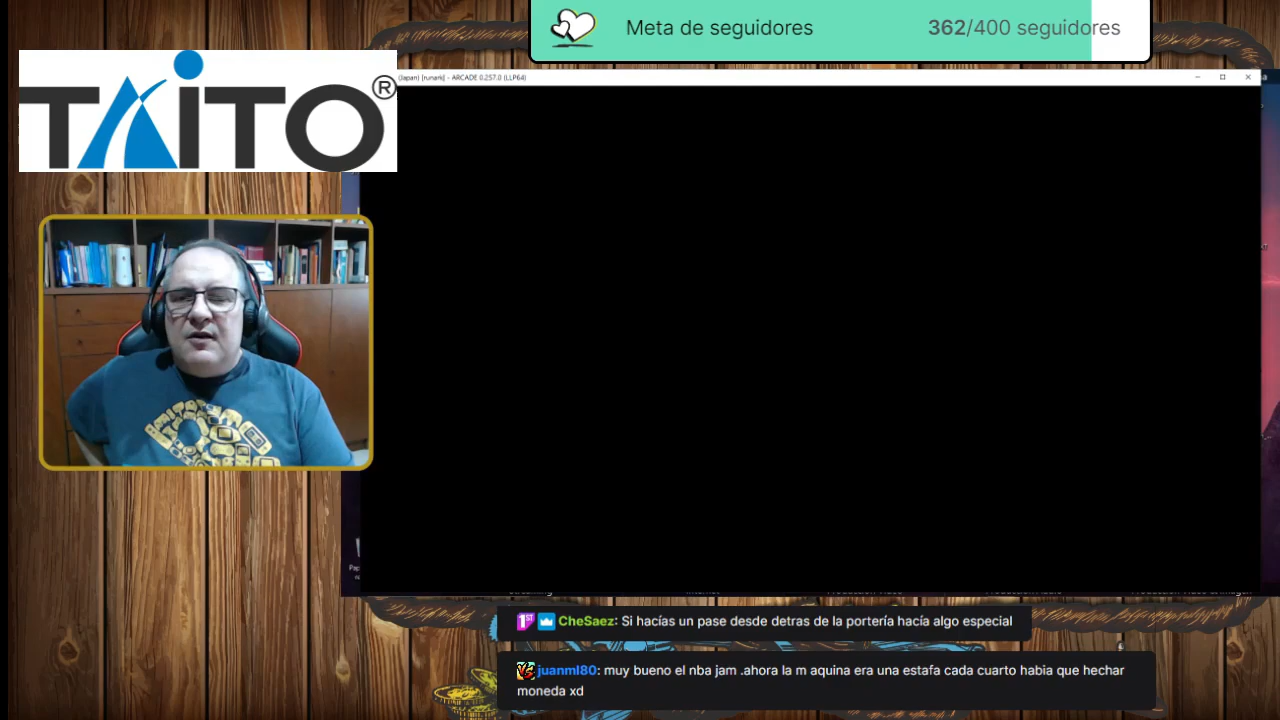 Meta de seguidores
362/400 seguidores
TAITO®
(Japan) [runark] - ARCADE 0.257.0 (LLP64)
CheSaez: Si hacías un pase desde detras de la portería hacía algo especial
juanml80: muy bueno el nba jam .ahora la m aquina era una estafa cada cuarto habia que hechar
moneda xd